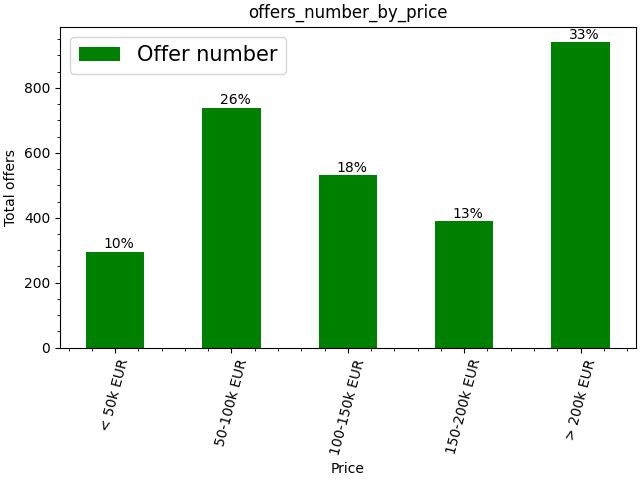 offers_number_by_price
Offer number
33%
26%
18%
13%
10%
Total offers
800
600
400
200
0
< 50k EUR
50-100k EUR
100-150k EUR
150-200k EUR
> 200k EUR
Price